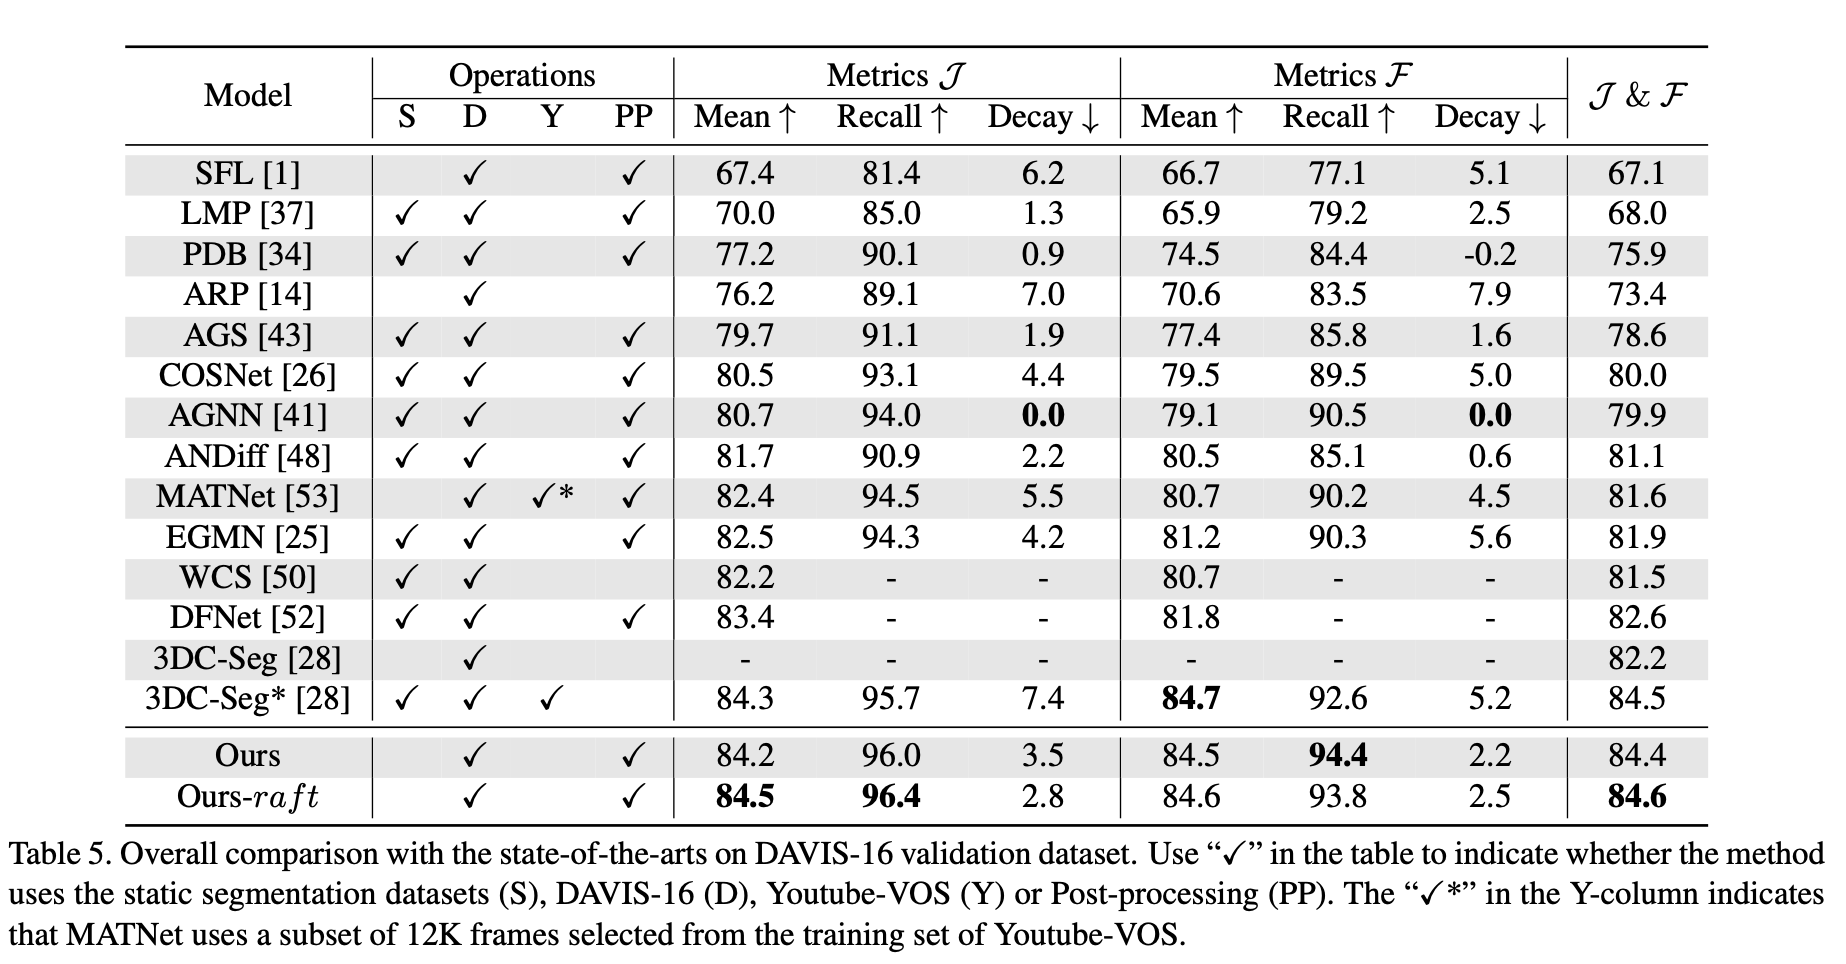 Model Operations Metrics 𝒥 Metrics ℱ 𝒥 & ℱ
S D Y PP Mean ↑ Recall ↑ Decay ↓ Mean ↑ Recall ↑ Decay ↓
SFL [1] ✓ ✓ 67.4 81.4 6.2 66.7 77.1 5.1 67.1
LMP [37] ✓ ✓ ✓ 70.0 85.0 1.3 65.9 79.2 2.5 68.0
PDB [34] ✓ ✓ ✓ 77.2 90.1 0.9 74.5 84.4 -0.2 75.9
ARP [14] ✓ 76.2 89.1 7.0 70.6 83.5 7.9 73.4
AGS [43] ✓ ✓ ✓ 79.7 91.1 1.9 77.4 85.8 1.6 78.6
COSNet [26] ✓ ✓ ✓ 80.5 93.1 4.4 79.5 89.5 5.0 80.0
AGNN [41] ✓ ✓ ✓ 80.7 94.0 0.0 79.1 90.5 0.0 79.9
ANDiff [48] ✓ ✓ ✓ 81.7 90.9 2.2 80.5 85.1 0.6 81.1
MATNet [53] ✓ ✓* ✓ 82.4 94.5 5.5 80.7 90.2 4.5 81.6
EGMN [25] ✓ ✓ ✓ 82.5 94.3 4.2 81.2 90.3 5.6 81.9
WCS [50] ✓ ✓ 82.2 - - 80.7 - - 81.5
DFNet [52] ✓ ✓ ✓ 83.4 - - 81.8 - - 82.6
3DC-Seg [28] ✓ - - - - - - 82.2
3DC-Seg* [28] ✓ ✓ ✓ 84.3 95.7 7.4 84.7 92.6 5.2 84.5
Ours ✓ ✓ 84.2 96.0 3.5 84.5 94.4 2.2 84.4
Ours-raft ✓ ✓ 84.5 96.4 2.8 84.6 93.8 2.5 84.6
Table 5. Overall comparison with the state-of-the-arts on DAVIS-16 validation dataset. Use “✓” in the table to indicate whether the method
uses the static segmentation datasets (S), DAVIS-16 (D), Youtube-VOS (Y) or Post-processing (PP). The “✓*” in the Y-column indicates
that MATNet uses a subset of 12K frames selected from the training set of Youtube-VOS.